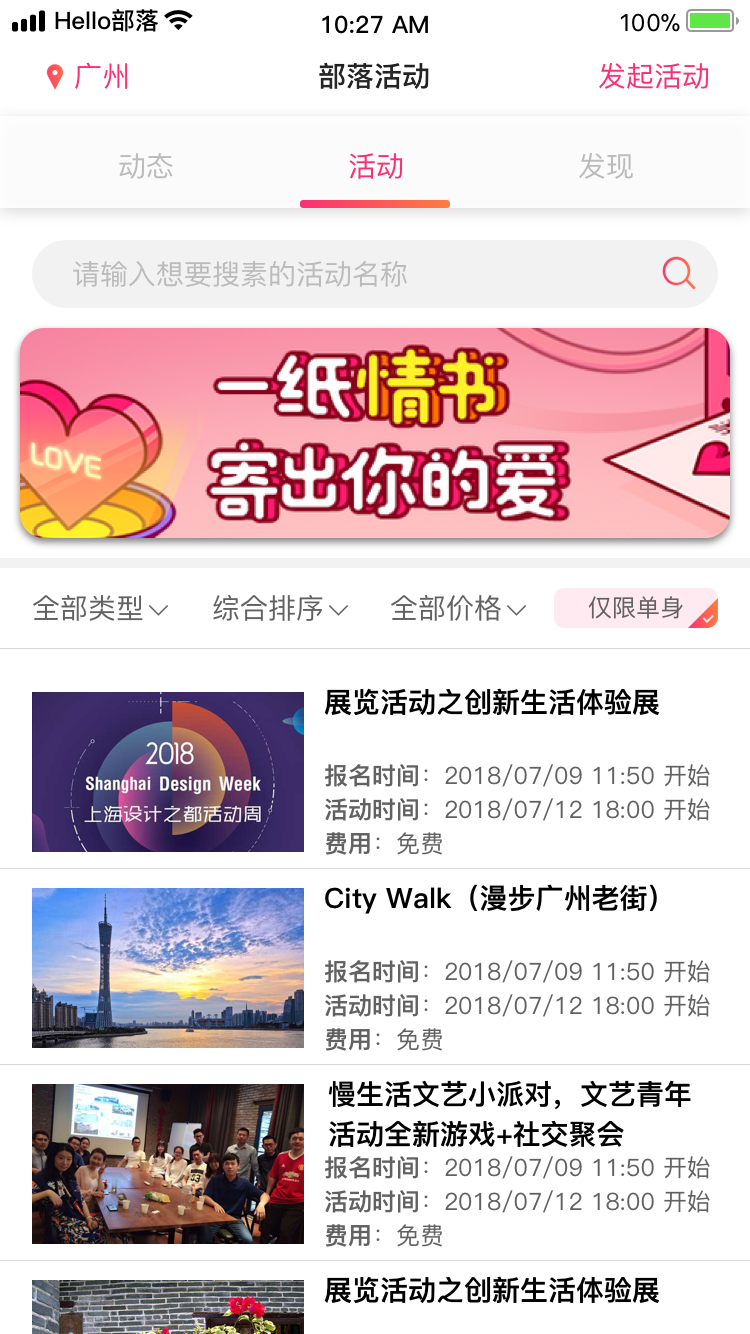 Hello部落 10:27 AM 100%
广州 部落活动 发起活动
动态 活动 发现
请输入想要搜素的活动名称
一纸情书
寄出你的爱
LOVE
全部类型 综合排序 全部价格 仅限单身
展览活动之创新生活体验展
2018
Shanghai Design Week
上海设计之都活动周
报名时间：2018/07/09 11:50 开始
活动时间：2018/07/12 18:00 开始
费用：免费
City Walk（漫步广州老街）
报名时间：2018/07/09 11:50 开始
活动时间：2018/07/12 18:00 开始
费用：免费
慢生活文艺小派对，文艺青年
活动全新游戏+社交聚会
报名时间：2018/07/09 11:50 开始
活动时间：2018/07/12 18:00 开始
费用：免费
展览活动之创新生活体验展